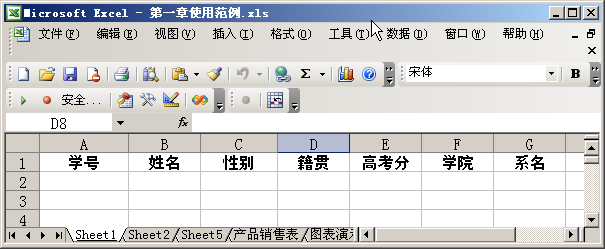 Microsoft Excel - 第一章使用范例.xls
文件(F) 编辑(E) 视图(V) 插入(I) 格式(O) 工具(T) 数据(D) 窗口(W) 帮助(H)
Σ 宋体 B
安全...
D8 fx
A B C D E F G
1 学号 姓名 性别 籍贯 高考分 学院 系名
2
3
4
Sheet1 Sheet2 Sheet5 产品销售表 图表演